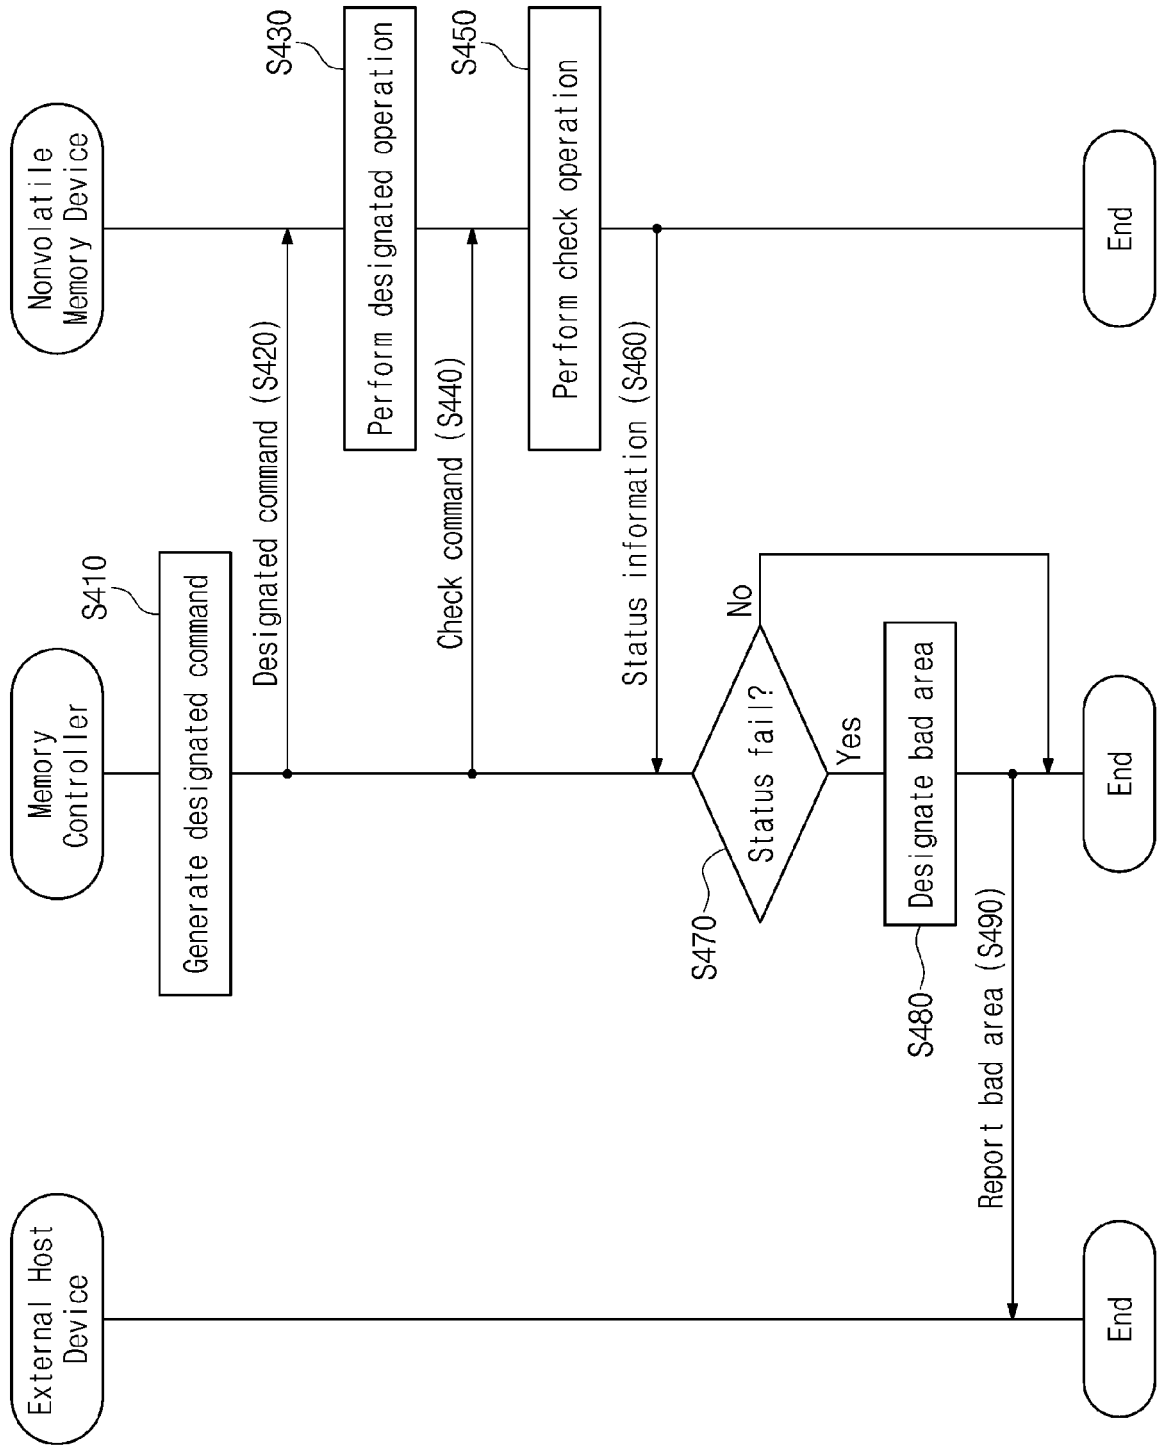 External Host
Device
Memory
Controller
Nonvolatile
Memory Device
S410
Generate designated command
Designated command (S420)
S430
Perform designated operation
Check command (S440)
S450
Perform check operation
Status information (S460)
S470
Status fail?
No
Yes
S480
Designate bad area
Report bad area (S490)
End
End
End